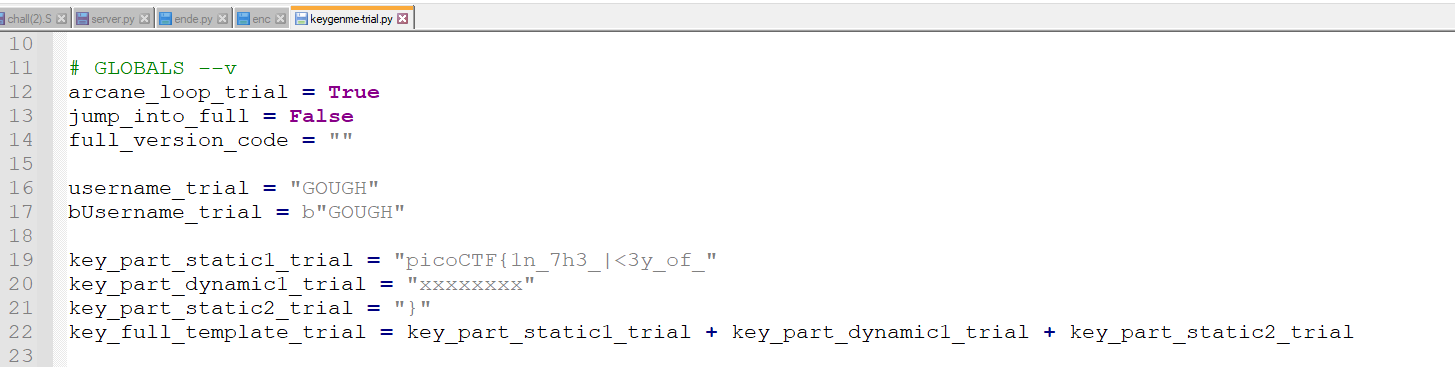 chall(2).S server.py ende.py enc keygenme-trial.py
10
11 # GLOBALS --v
12 arcane_loop_trial = True
13 jump_into_full = False
14 full_version_code = ""
15
16 username_trial = "GOUGH"
17 bUsername_trial = b"GOUGH"
18
19 key_part_static1_trial = "picoCTF{1n_7h3_|<3y_of_"
20 key_part_dynamic1_trial = "xxxxxxxx"
21 key_part_static2_trial = "}"
22 key_full_template_trial = key_part_static1_trial + key_part_dynamic1_trial + key_part_static2_trial
23